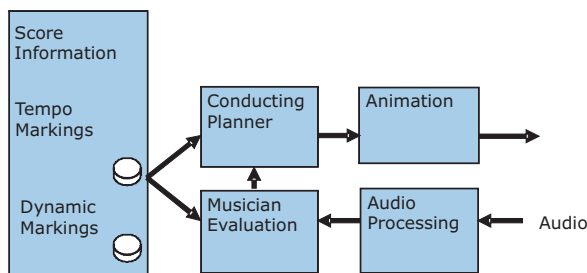 Score
Information
Tempo
Markings
Dynamic
Markings
Conducting
Planner
Animation
Musician
Evaluation
Audio
Processing
Audio